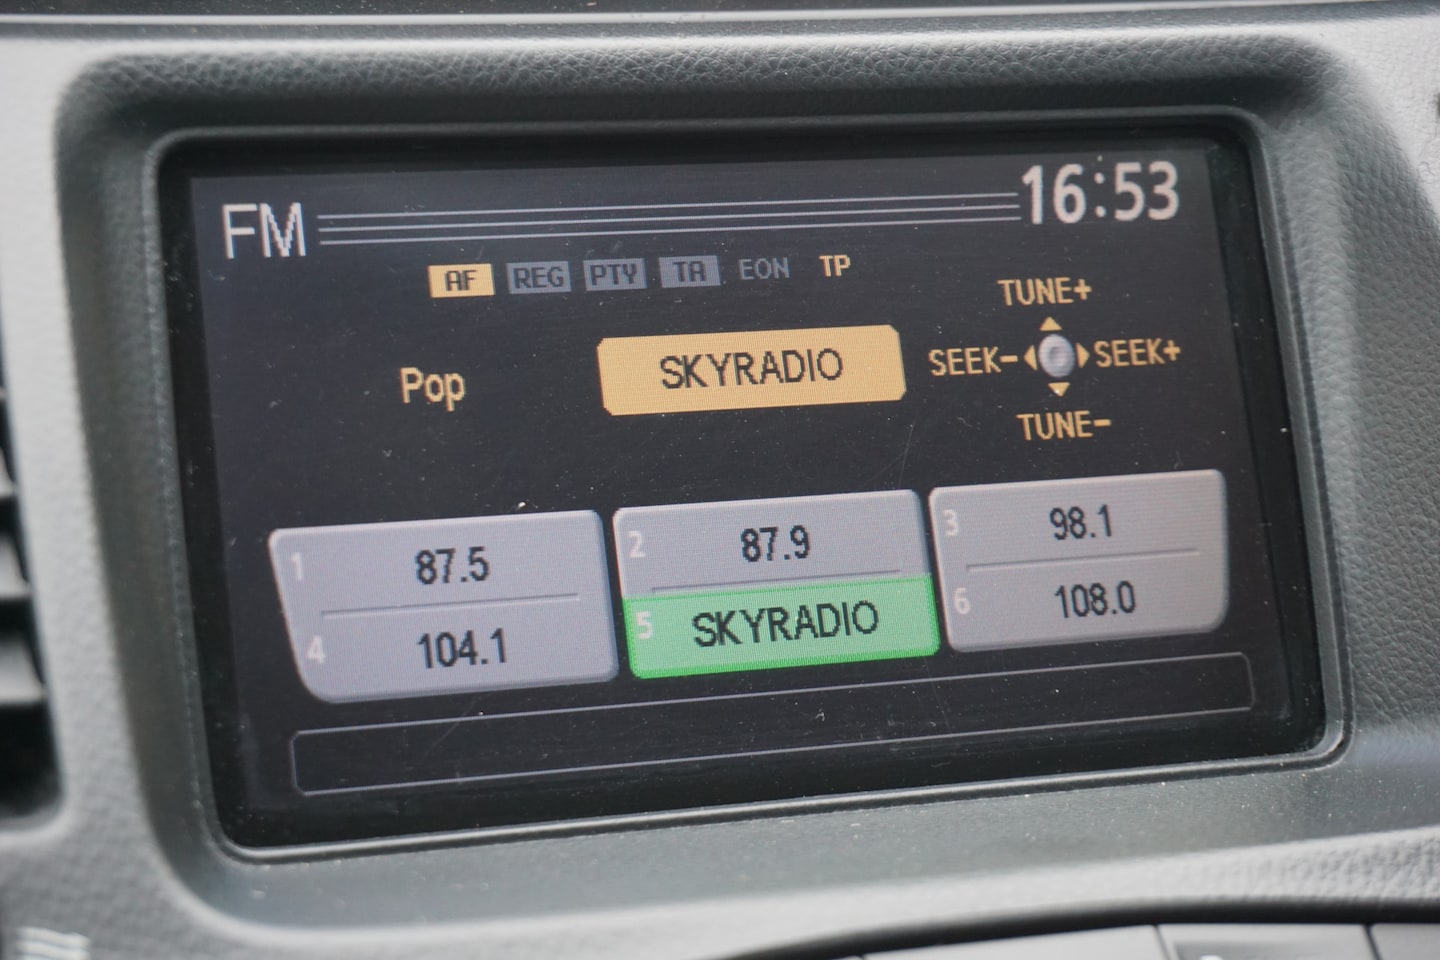 FM 16:53
AF REG PTY TA EON TP
TUNE+
Pop SKYRADIO SEEK- SEEK+
TUNE-
1 87.5 2 87.9 3 98.1
4 104.1 5 SKYRADIO 6 108.0